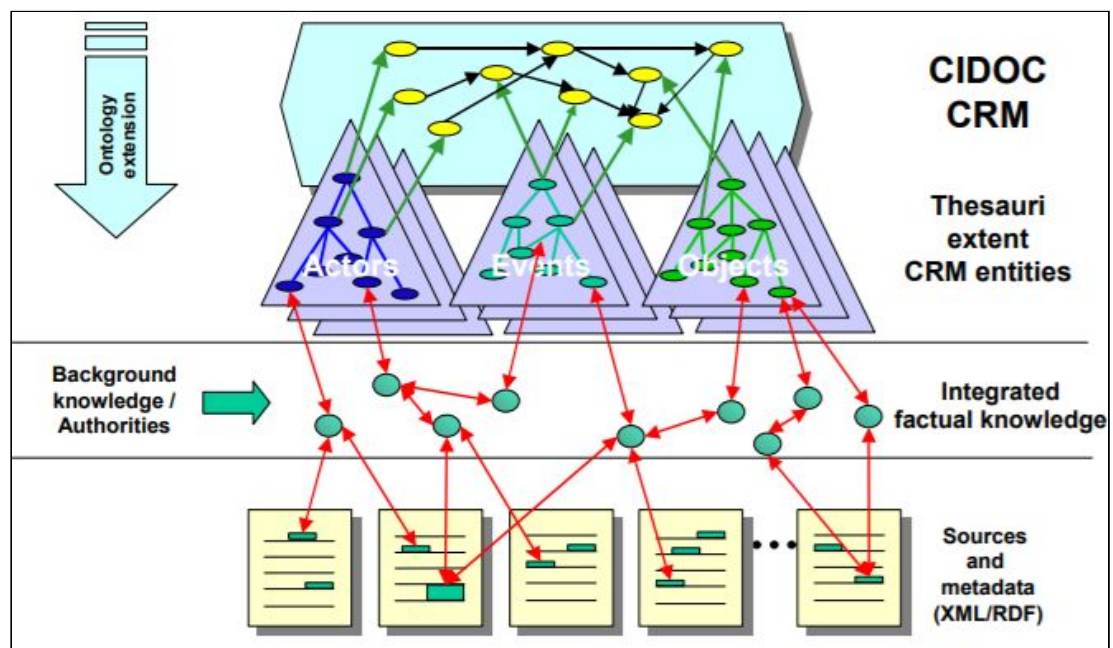 Ontology
extension
CIDOC
CRM
Thesauri
extent
CRM entities
Actors
Events
Objects
Background
knowledge /
Authorities
Integrated
factual knowledge
Sources
and
metadata
(XML/RDF)